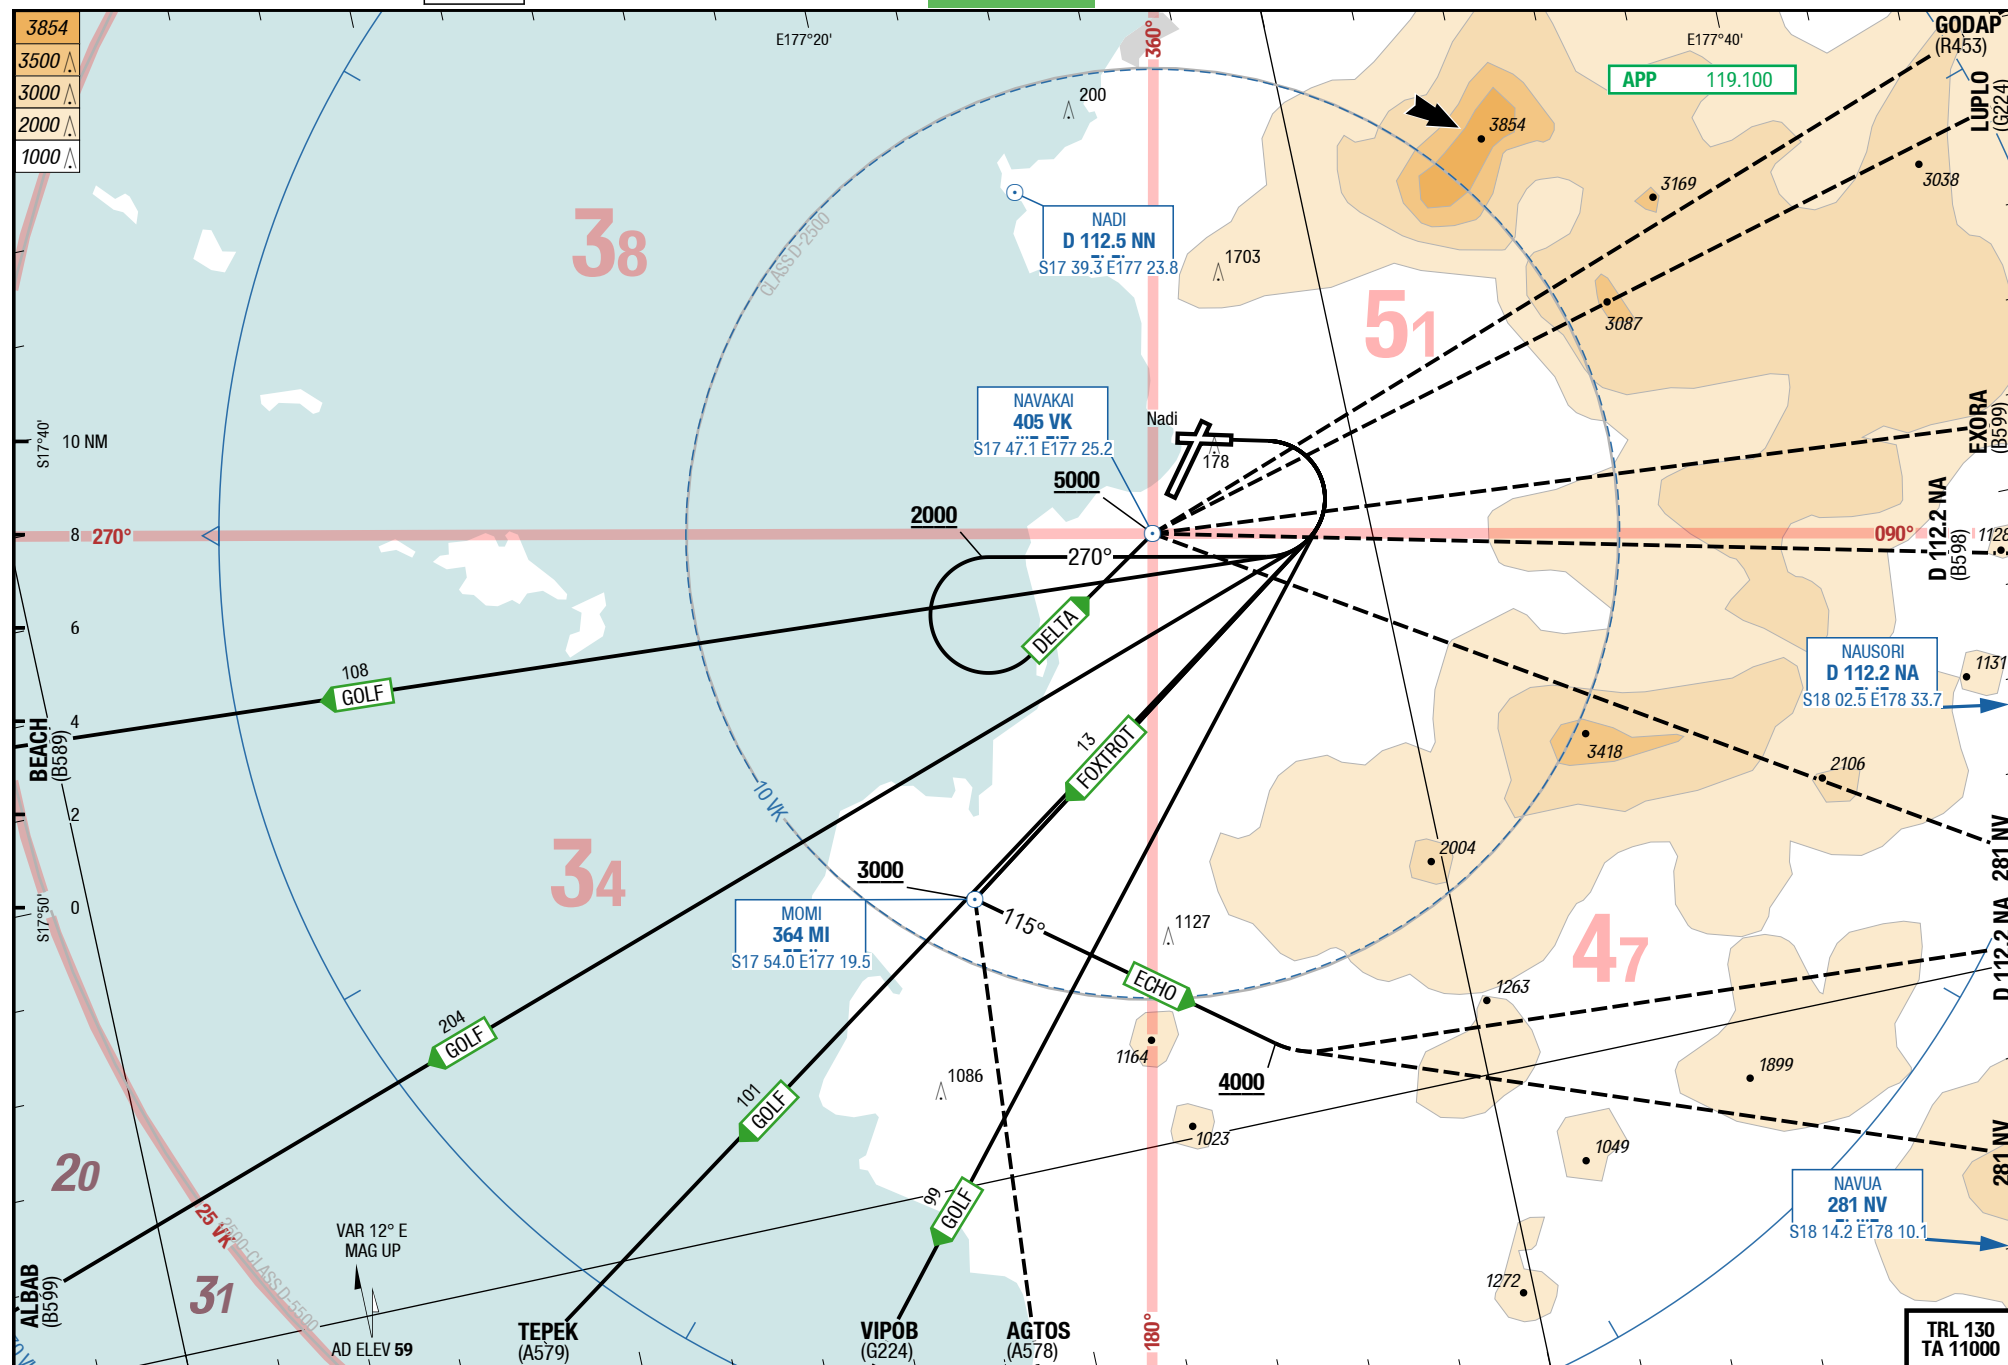 3854
3500
3000
2000
1000
E177°20'
360°
E177°40'
GODAP
(R453)
APP 119.100
LUPLO
(G224)
200
3854
3169
3038
NADI
D 112.5 NN
S17 39.3 E177 23.8
CLASS D-2500
38
1703
51
3087
NAVAKAI
405 VK
S17 47.1 E177 25.2
Nadi
178
EXORA
(B599)
S17°40'
10 NM
5000
2000
8
270°
270°
090°
D 112.2 NA
(B598)
1128
6
DELTA
108
GOLF
NAUSORI
D 112.2 NA
S18 02.5 E178 33.7
1131
4
BEACH
(B589)
13
FOXTROT
3418
2106
2
10 VK
2004
281 NV
3000
34
0
S17°50'
MOMI
364 MI
S17 54.0 E177 19.5
115°
1127
47
D 112.2 NA
ECHO
1263
204
GOLF
1164
1086
4000
1899
101
GOLF
1023
1049
281 NV
20
25 VK
2500-CLASS D-5500
99
GOLF
NAVUA
281 NV
S18 14.2 E178 10.1
VAR 12° E
MAG UP
31
1272
ALBAB
(B599)
AD ELEV 59
TEPEK
(A579)
VIPOB
(G224)
AGTOS
(A578)
180°
TRL 130
TA 11000